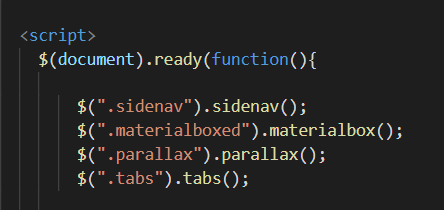 <script>
$(document).ready(function(){
$(".sidenav").sidenav();
$(".materialboxed").materialbox();
$(".parallax").parallax();
$(".tabs").tabs();